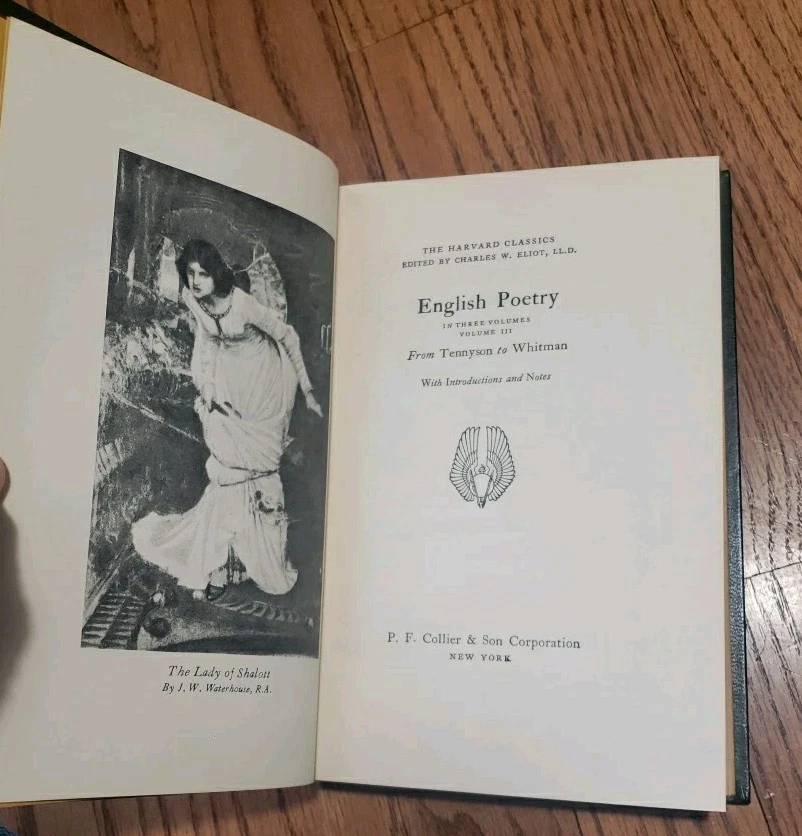 The Lady of Shalott
By J. W. Waterhouse, R.A.
THE HARVARD CLASSICS
EDITED BY CHARLES W. ELIOT, LL.D.
English Poetry
IN THREE VOLUMES
VOLUME III
From Tennyson to Whitman
With Introductions and Notes
P. F. Collier & Son Corporation
NEW YORK